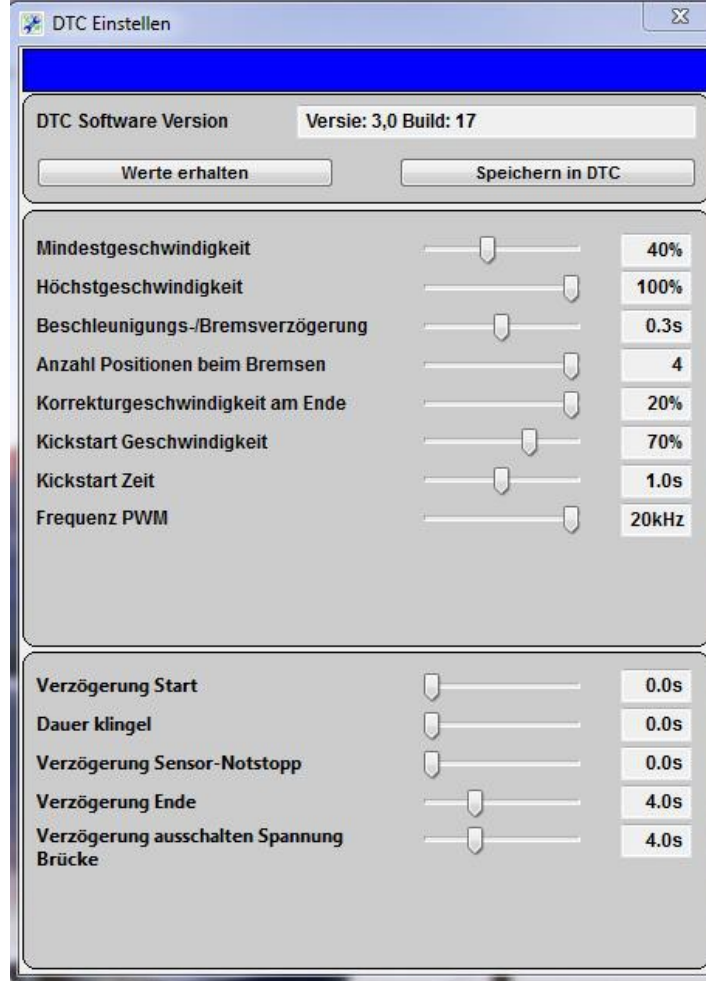 DTC Einstellen
DTC Software Version Versie: 3,0 Build: 17
Werte erhalten Speichern in DTC
Mindestgeschwindigkeit 40%
Höchstgeschwindigkeit 100%
Beschleunigungs-/Bremsverzögerung 0.3s
Anzahl Positionen beim Bremsen 4
Korrekturgeschwindigkeit am Ende 20%
Kickstart Geschwindigkeit 70%
Kickstart Zeit 1.0s
Frequenz PWM 20kHz
Verzögerung Start 0.0s
Dauer klingel 0.0s
Verzögerung Sensor-Notstopp 0.0s
Verzögerung Ende 4.0s
Verzögerung ausschalten Spannung 4.0s
Brücke